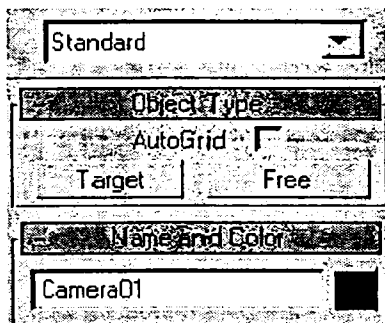 Standard
Object Type
AutoGrid
Target Free
Name and Color
Camera01